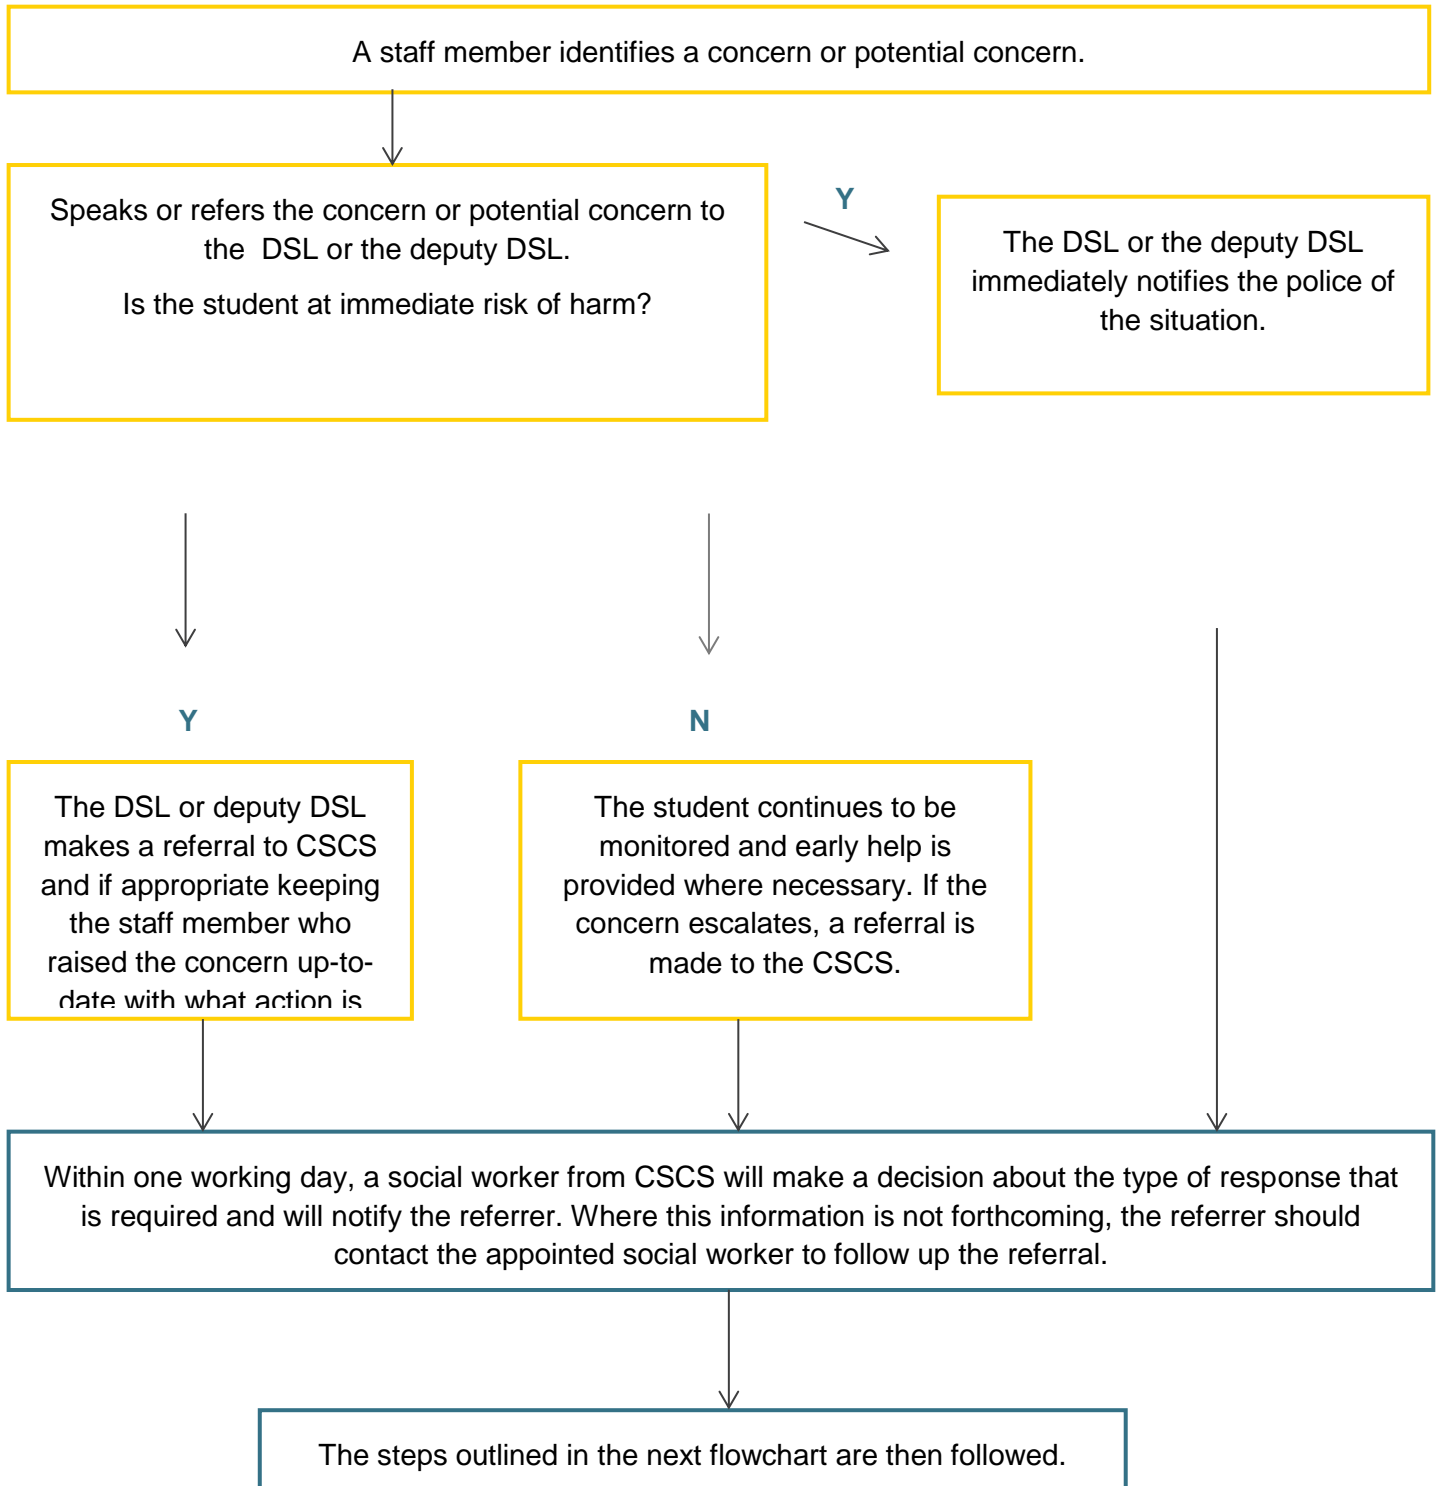 A staff member identifies a concern or potential concern.
Speaks or refers the concern or potential concern to
the  DSL or the deputy DSL.
Is the student at immediate risk of harm?
Y
The DSL or the deputy DSL
immediately notifies the police of
the situation.
Y
N
The DSL or deputy DSL
makes a referral to CSCS
and if appropriate keeping
the staff member who
raised the concern up-to-
date with what action is
The student continues to be
monitored and early help is
provided where necessary. If the
concern escalates, a referral is
made to the CSCS.
Within one working day, a social worker from CSCS will make a decision about the type of response that
is required and will notify the referrer. Where this information is not forthcoming, the referrer should
contact the appointed social worker to follow up the referral.
The steps outlined in the next flowchart are then followed.